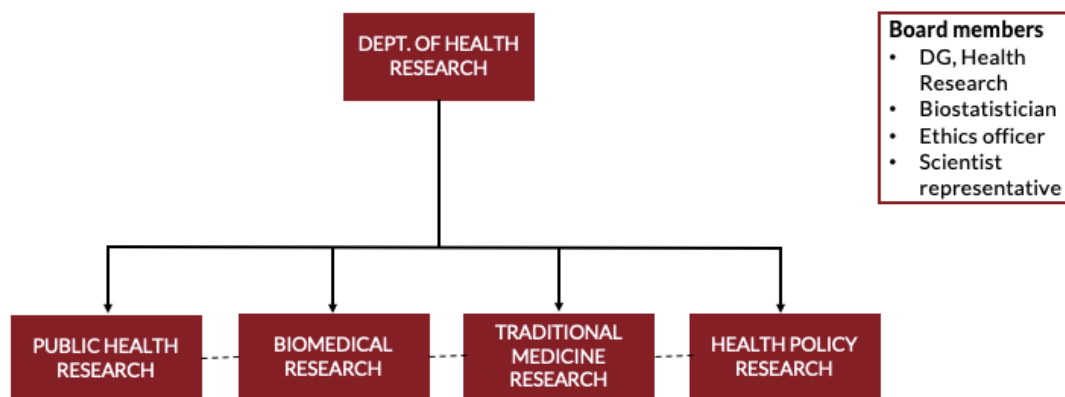 DEPT. OF HEALTH
RESEARCH
Board members
• DG, Health
Research
• Biostatistician
• Ethics officer
• Scientist
representative
PUBLIC HEALTH
RESEARCH
BIOMEDICAL
RESEARCH
TRADITIONAL
MEDICINE
RESEARCH
HEALTH POLICY
RESEARCH